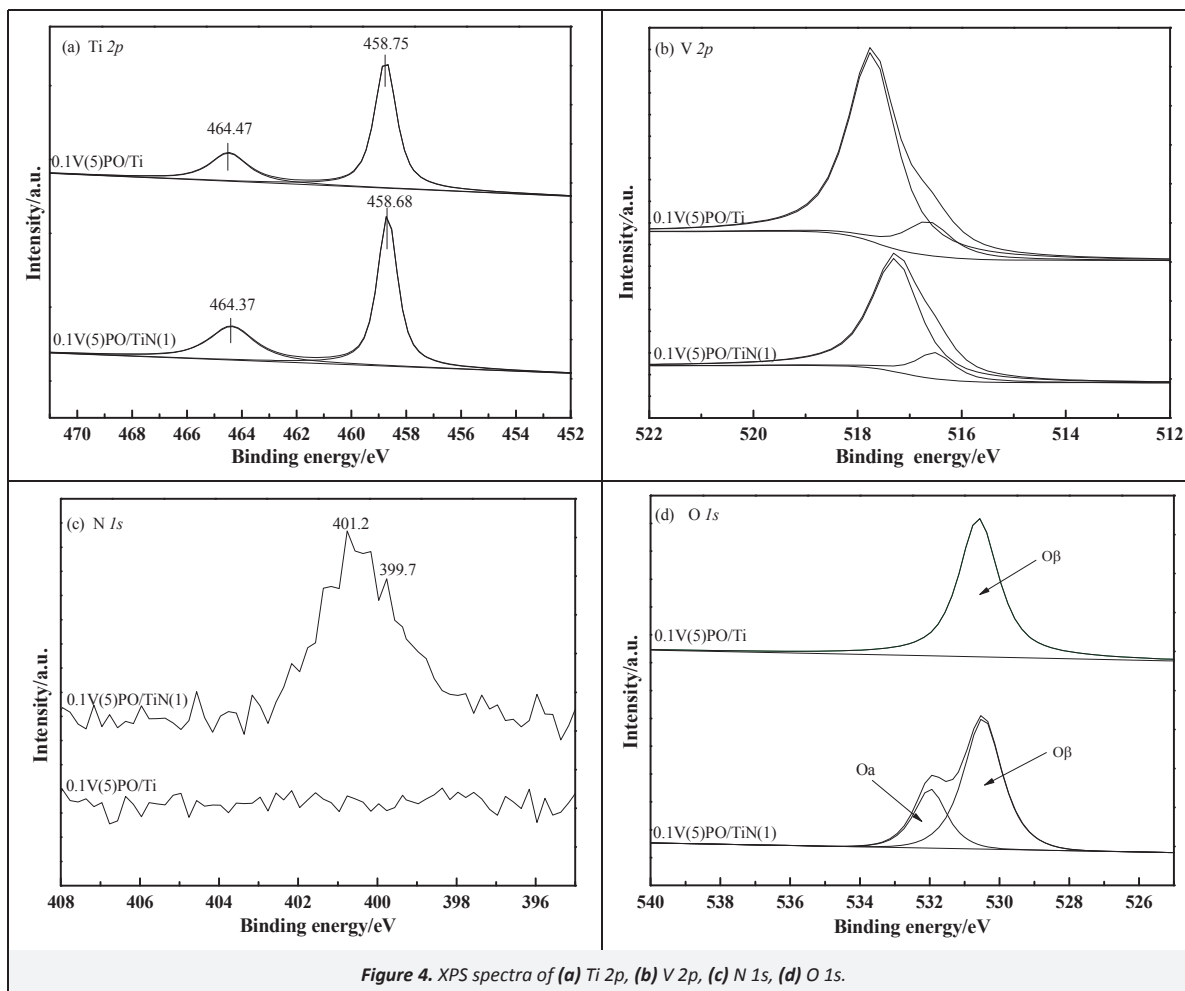 (a) Ti 2p
458.75
464.47
0.1V(5)PO/Ti
458.68
464.37
0.1V(5)PO/TiN(1)
Intensity/a.u.
470 468 466 464 462 460 458 456 454 452
Binding energy/eV
(b) V 2p
0.1V(5)PO/Ti
0.1V(5)PO/TiN(1)
Intensity/a.u.
522 520 518 516 514 512
Binding energy/eV
(c) N 1s
401.2
399.7
0.1V(5)PO/TiN(1)
0.1V(5)PO/Ti
Intensity/a.u.
408 406 404 402 400 398 396
Binding energy/eV
(d) O 1s
Oβ
0.1V(5)PO/Ti
Oβ
Oa
0.1V(5)PO/TiN(1)
Intensity/a.u.
540 538 536 534 532 530 528 526
Binding energy/eV
Figure 4. XPS spectra of (a) Ti 2p, (b) V 2p, (c) N 1s, (d) O 1s.